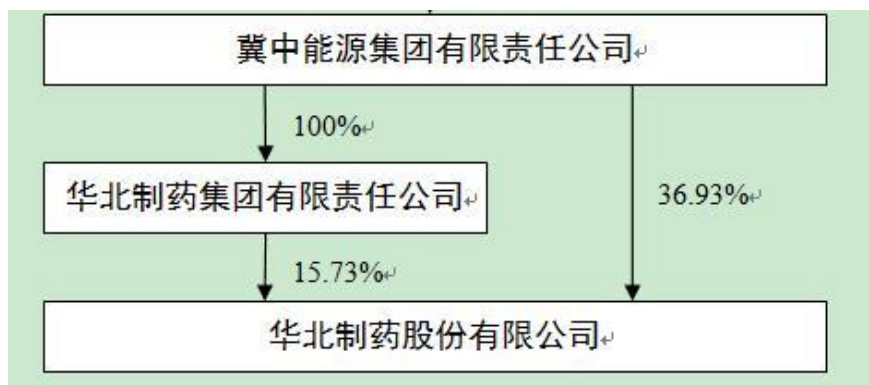 冀中能源集团有限责任公司
100%
华北制药集团有限责任公司
36.93%
15.73%
华北制药股份有限公司